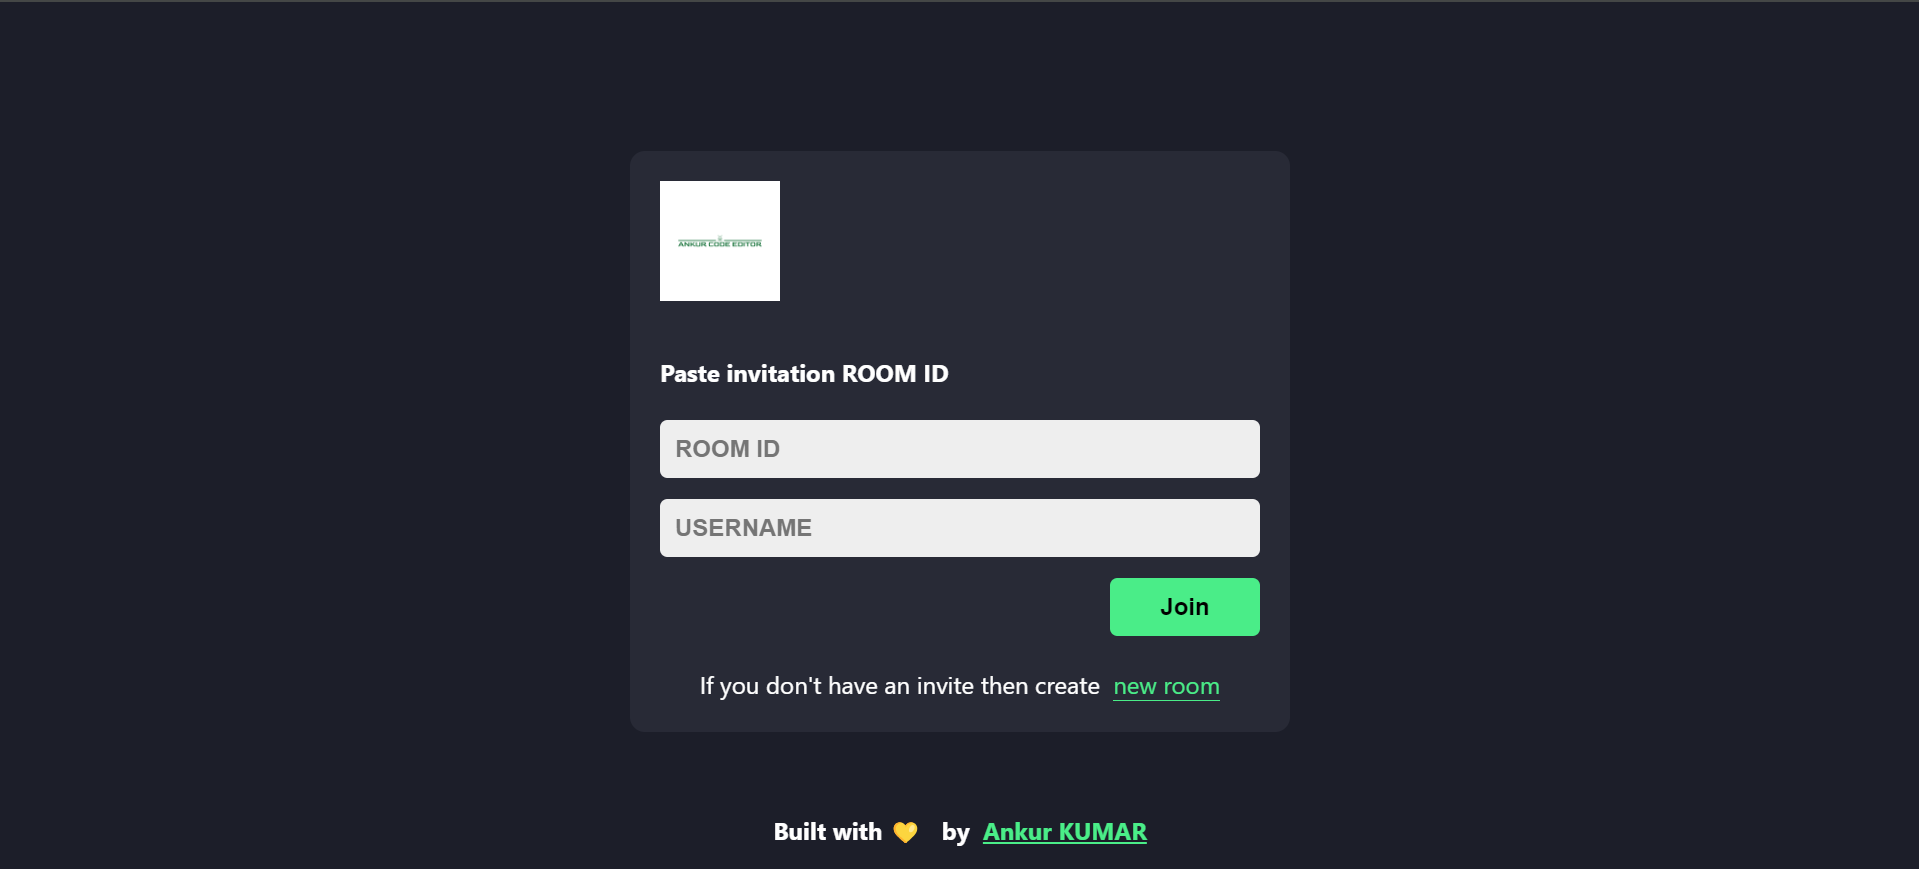 ANKUR CODE EDITOR
Paste invitation ROOM ID
ROOM ID
USERNAME
Join
If you don't have an invite then create new room
Built with 💛 by Ankur KUMAR